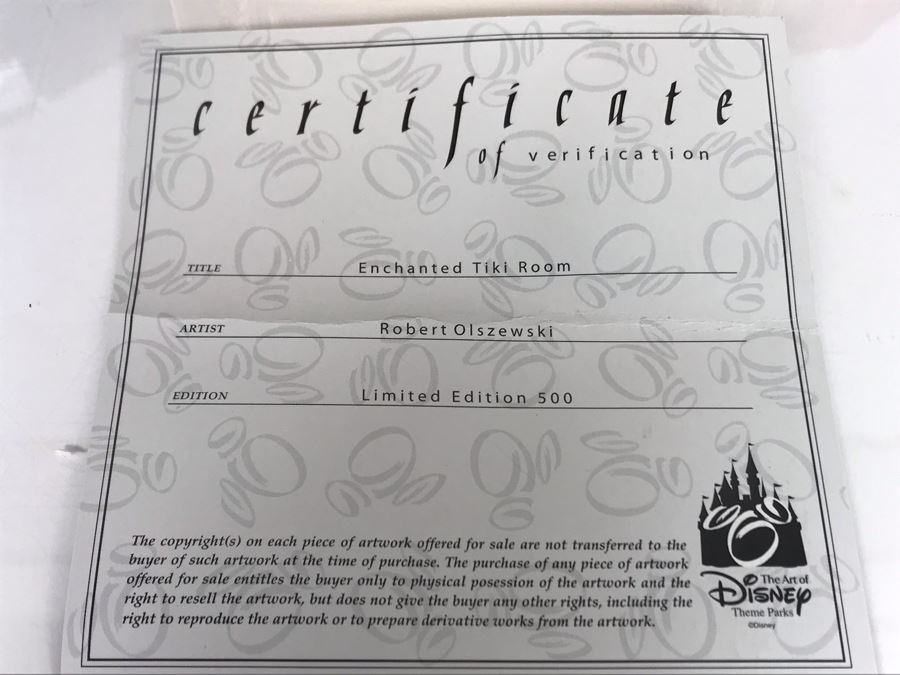 certificate
of verification
TITLE Enchanted Tiki Room
ARTIST Robert Olszewski
EDITION Limited Edition 500
The copyright(s) on each piece of artwork offered for sale are not transferred to the
buyer of such artwork at the time of purchase. The purchase of any piece of artwork
offered for sale entitles the buyer only to physical posession of the artwork and the
right to resell the artwork, but does not give the buyer any other rights, including the
right to reproduce the artwork or to prepare derivative works from the artwork.
The Art of
Disney
Theme Parks
©Disney